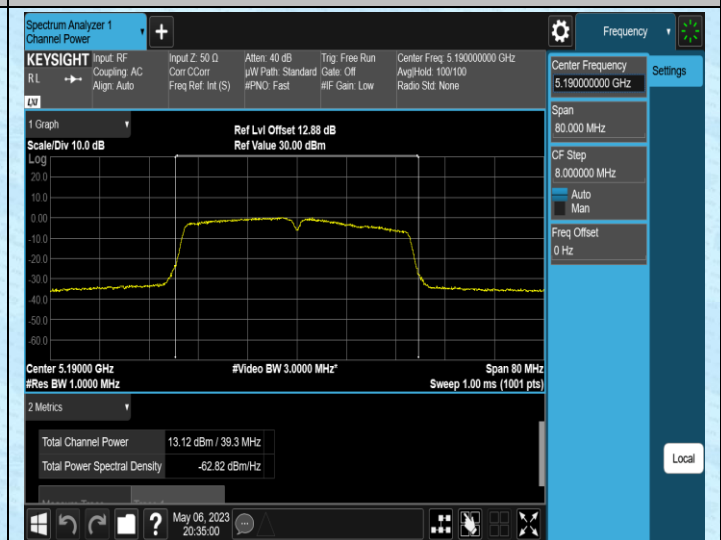 Spectrum Analyzer 1
Channel Power
+
Frequency
KEYSIGHT
RL
LXI
Input: RF
Coupling: AC
Align: Auto
Input Z: 50 Ω
Corr CCorr
Freq Ref: Int (S)
Atten: 40 dB
µW Path: Standard
#PNO: Fast
Trig: Free Run
Gate: Off
#IF Gain: Low
Center Freq: 5.190000000 GHz
Avg|Hold: 100/100
Radio Std: None
Center Frequency
5.190000000 GHz
Settings
Span
80.000 MHz
CF Step
8.000000 MHz
Auto
Man
Freq Offset
0 Hz
1 Graph
Scale/Div 10.0 dB
Ref Lvl Offset 12.88 dB
Ref Value 30.00 dBm
Log
20.0
10.0
0.00
-10.0
-20.0
-30.0
-40.0
-50.0
-60.0
Center 5.19000 GHz
#Video BW 3.0000 MHz*
Span 80 MHz
#Res BW 1.0000 MHz
Sweep 1.00 ms (1001 pts)
2 Metrics
Total Channel Power 13.12 dBm / 39.3 MHz
Total Power Spectral Density -62.82 dBm/Hz
Local
?
May 06, 2023
20:35:00